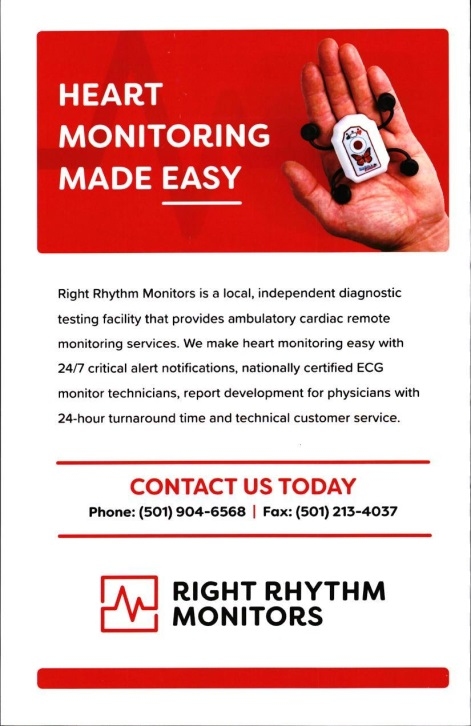 HEART
MONITORING
MADE EASY
Right Rhythm Monitors is a local, independent diagnostic
testing facility that provides ambulatory cardiac remote
monitoring services. We make heart monitoring easy with
24/7 critical alert notifications, nationally certified ECG
monitor technicians, report development for physicians with
24-hour turnaround time and technical customer service.
CONTACT US TODAY
Phone: (501) 904-6568 | Fax: (501) 213-4037
RIGHT RHYTHM
MONITORS